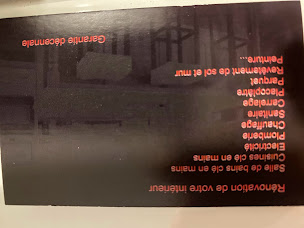 Rénovation de votre intérieur
Salle de bains clé en mains
Cuisines clé en mains
Electricité
Plomberie
Chauffage
Sanitaire
Carrelage
Placoplâtre
Parquet
Revêtement de sol et mur
Peinture...
Garantie décennale